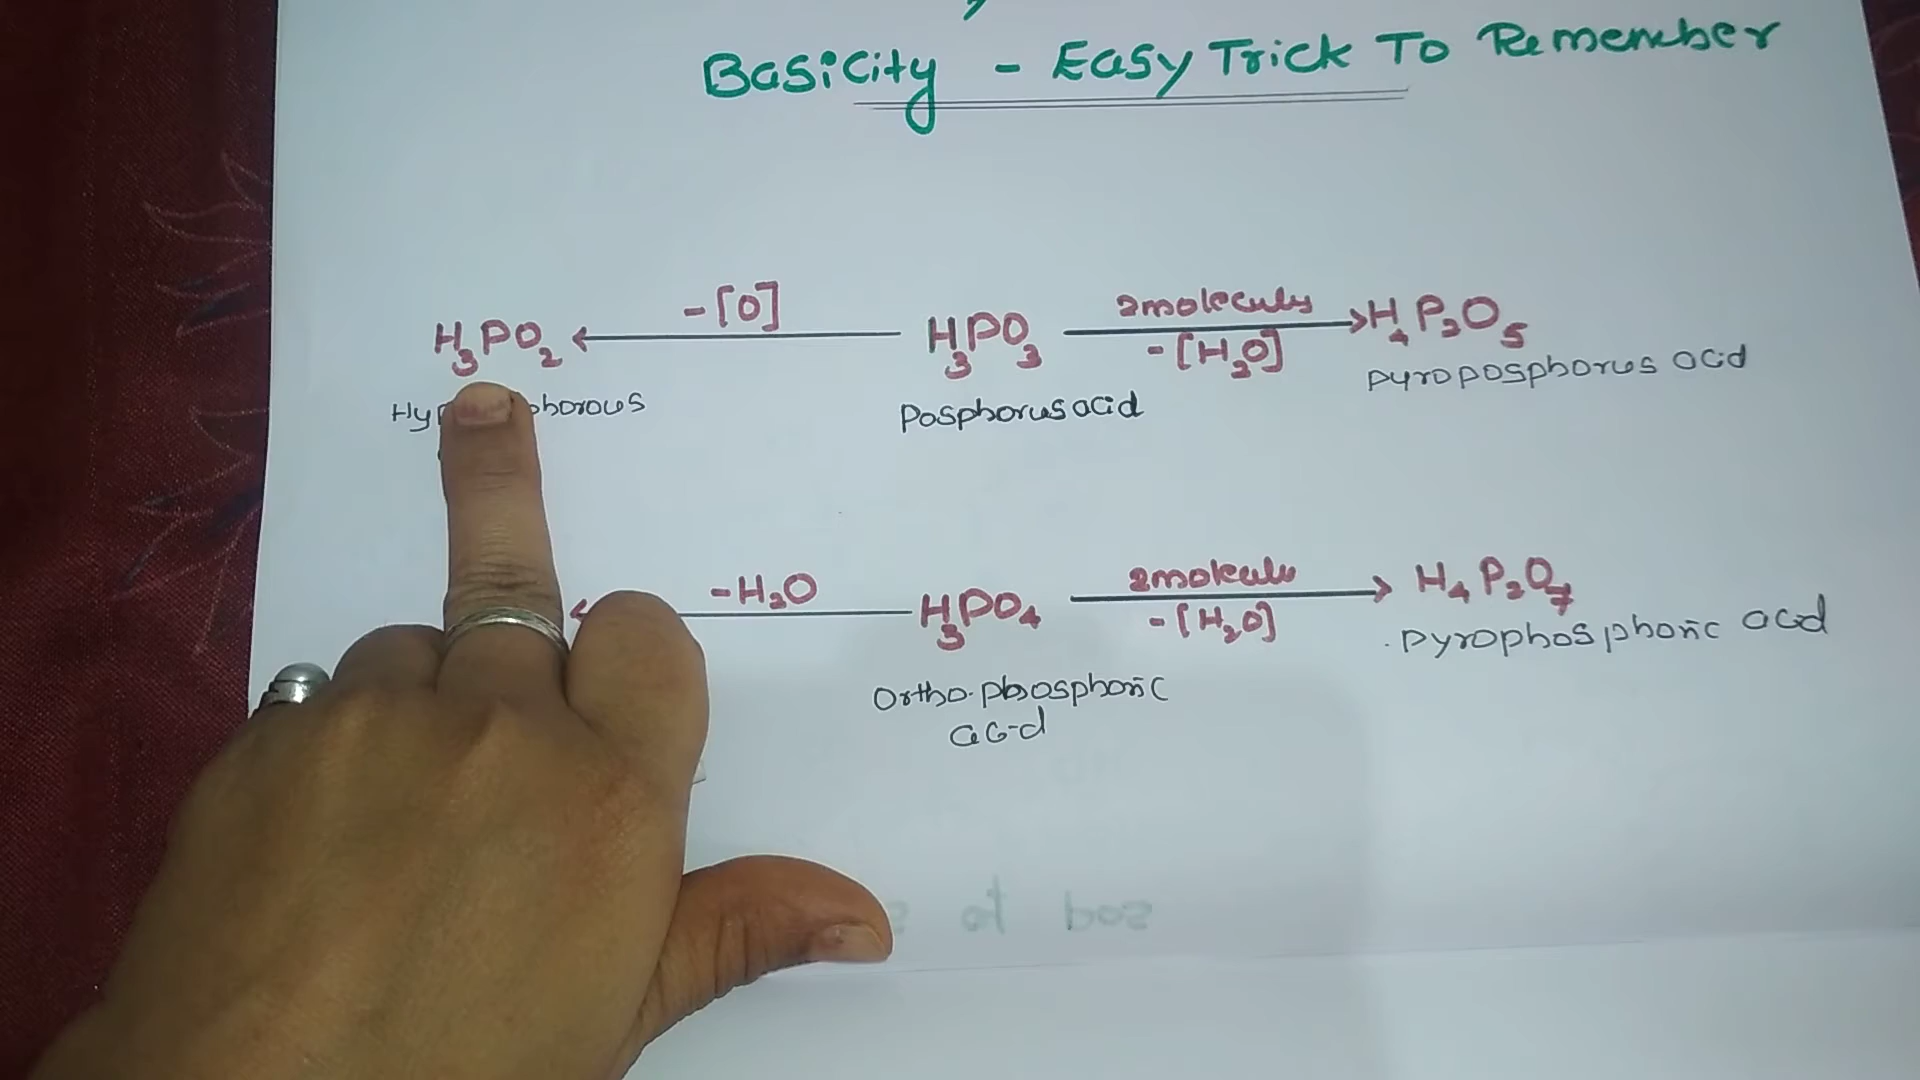 Basicity - Easy Trick To Remember
H3PO2 ← -[O] H3PO3 2molecules -[H2O] → H4P2O5
phorous Posphorus acid pyroposphorus acid
← -H2O H3PO4 2molecule -[H2O] → H4P2O7
Ortho-phosphoric . pyrophosphoric acid
acid